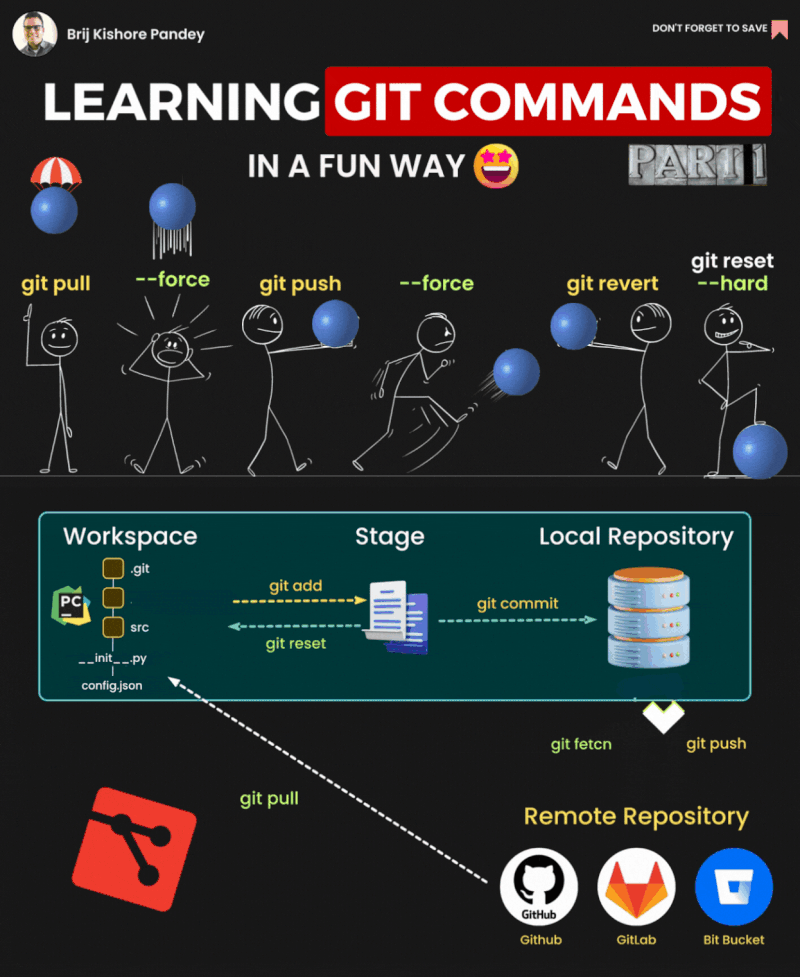 Brij Kishore Pandey
DON'T FORGET TO SAVE
LEARNING GIT COMMANDS
IN A FUN WAY
PART 1
git pull
--force
git push
--force
git revert
git reset
--hard
Workspace
Stage
Local Repository
.git
PC
src
__init__.py
config.json
git add
git reset
git commit
git fetcn
git push
git pull
Remote Repository
GitHub
Github
GitLab
Bit Bucket